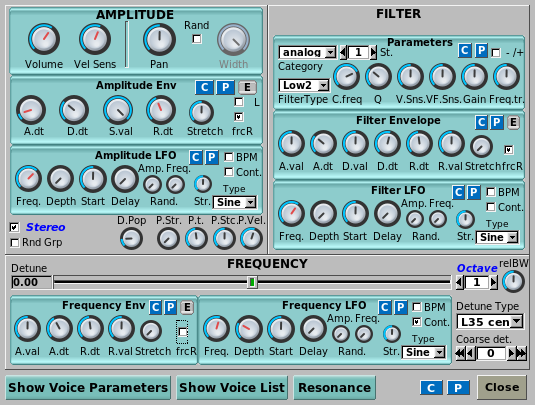 AMPLITUDE
Rand
Volume Vel Sens Pan Width
Amplitude Env C P E
L
A.dt D.dt S.val R.dt Stretch frcR
Amplitude LFO C P BPM
Amp. Freq. Cont.
Type
Freq. Depth Start Delay Rand. Str. Sine
Stereo
Rnd Grp
D.Pop P.Str. P.t. P.Stc. P.Vel.
FILTER
Parameters
analog 1 St. C P - /+
Category
Low2
FilterType C.freq Q V.Sns. VF.Sns. Gain Freq.tr.
Filter Envelope C P E
A.val A.dt D.val D.dt R.dt R.val Stretch frcR
Filter LFO C P BPM
Amp. Freq. Cont.
Type
Freq. Depth Start Delay Rand. Str. Sine
FREQUENCY
Detune
0.00
Octave relBW
1
Frequency Env C P E
A.val A.dt R.dt R.val Stretch frcR
Frequency LFO C P BPM
Amp. Freq. Cont.
Type
Freq. Depth Start Delay Rand. Str. Sine
Detune Type
L35 cen
Coarse det.
0
Show Voice Parameters Show Voice List Resonance C P Close